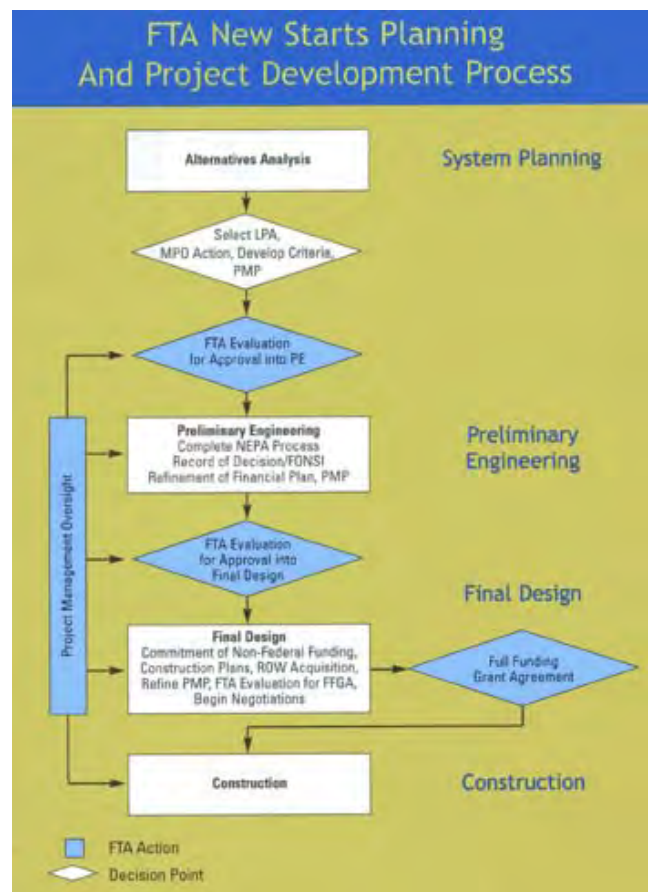 FTA New Starts Planning
And Project Development Process
Alternatives Analysis
System Planning
Select LPA,
MPO Action, Develop Criteria,
PMP
FTA Evaluation
for Approval into PE
Project Management Oversight
Preliminary Engineering
Complete NEPA Process
Record of Decision/FONSI
Refinement of Financial Plan, PMP
Preliminary
Engineering
FTA Evaluation
for Approval into
Final Design
Final Design
Final Design
Commitment of Non-Federal Funding,
Construction Plans, ROW Acquisition,
Refine PMP, FTA Evaluation for FFGA,
Begin Negotiations
Full Funding
Grant Agreement
Construction
Construction
FTA Action
Decision Point